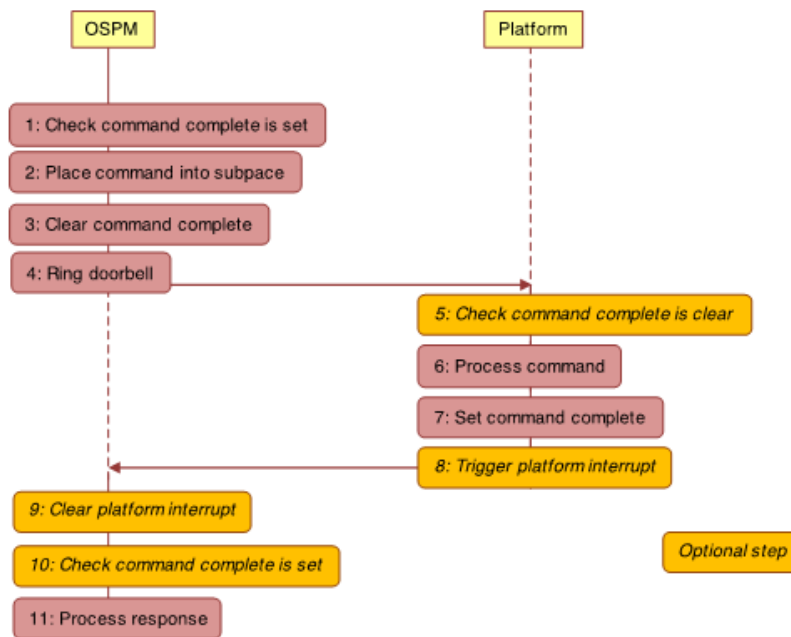 OSPM
Platform
1: Check command complete is set
2: Place command into subpace
3: Clear command complete
4: Ring doorbell
5: Check command complete is clear
6: Process command
7: Set command complete
8: Trigger platform interrupt
9: Clear platform interrupt
10: Check command complete is set
Optional step
11: Process response